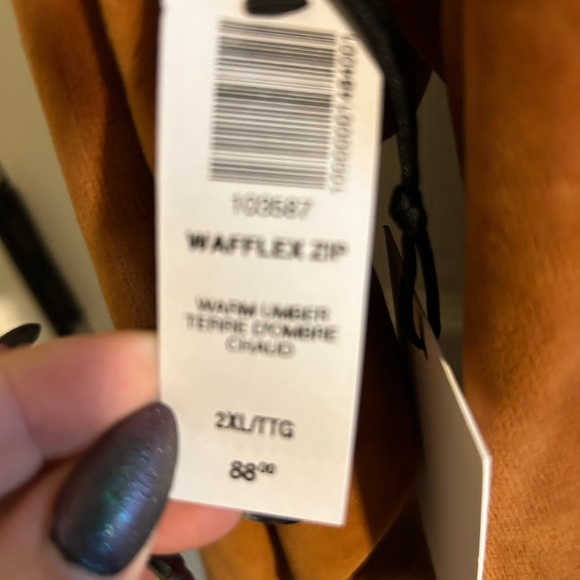 103587
WAFFLEX ZIP
WARM UMBER
TERRE D'OMBRE
CHAUD
2XL/TTG
88⁰⁰